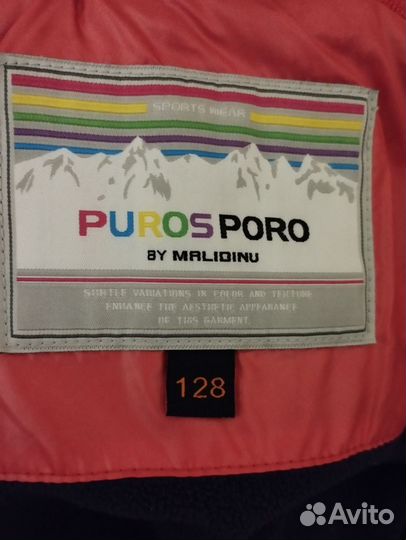 SPORTS WEAR
PUROSPORO
BY MALIDINU
SUBTLE VARIATIONS IN COLOR AND TEXTURE
ENHANCE THE AESTHETIC APPEARANCE
OF THIS GARMENT.
128
Avito